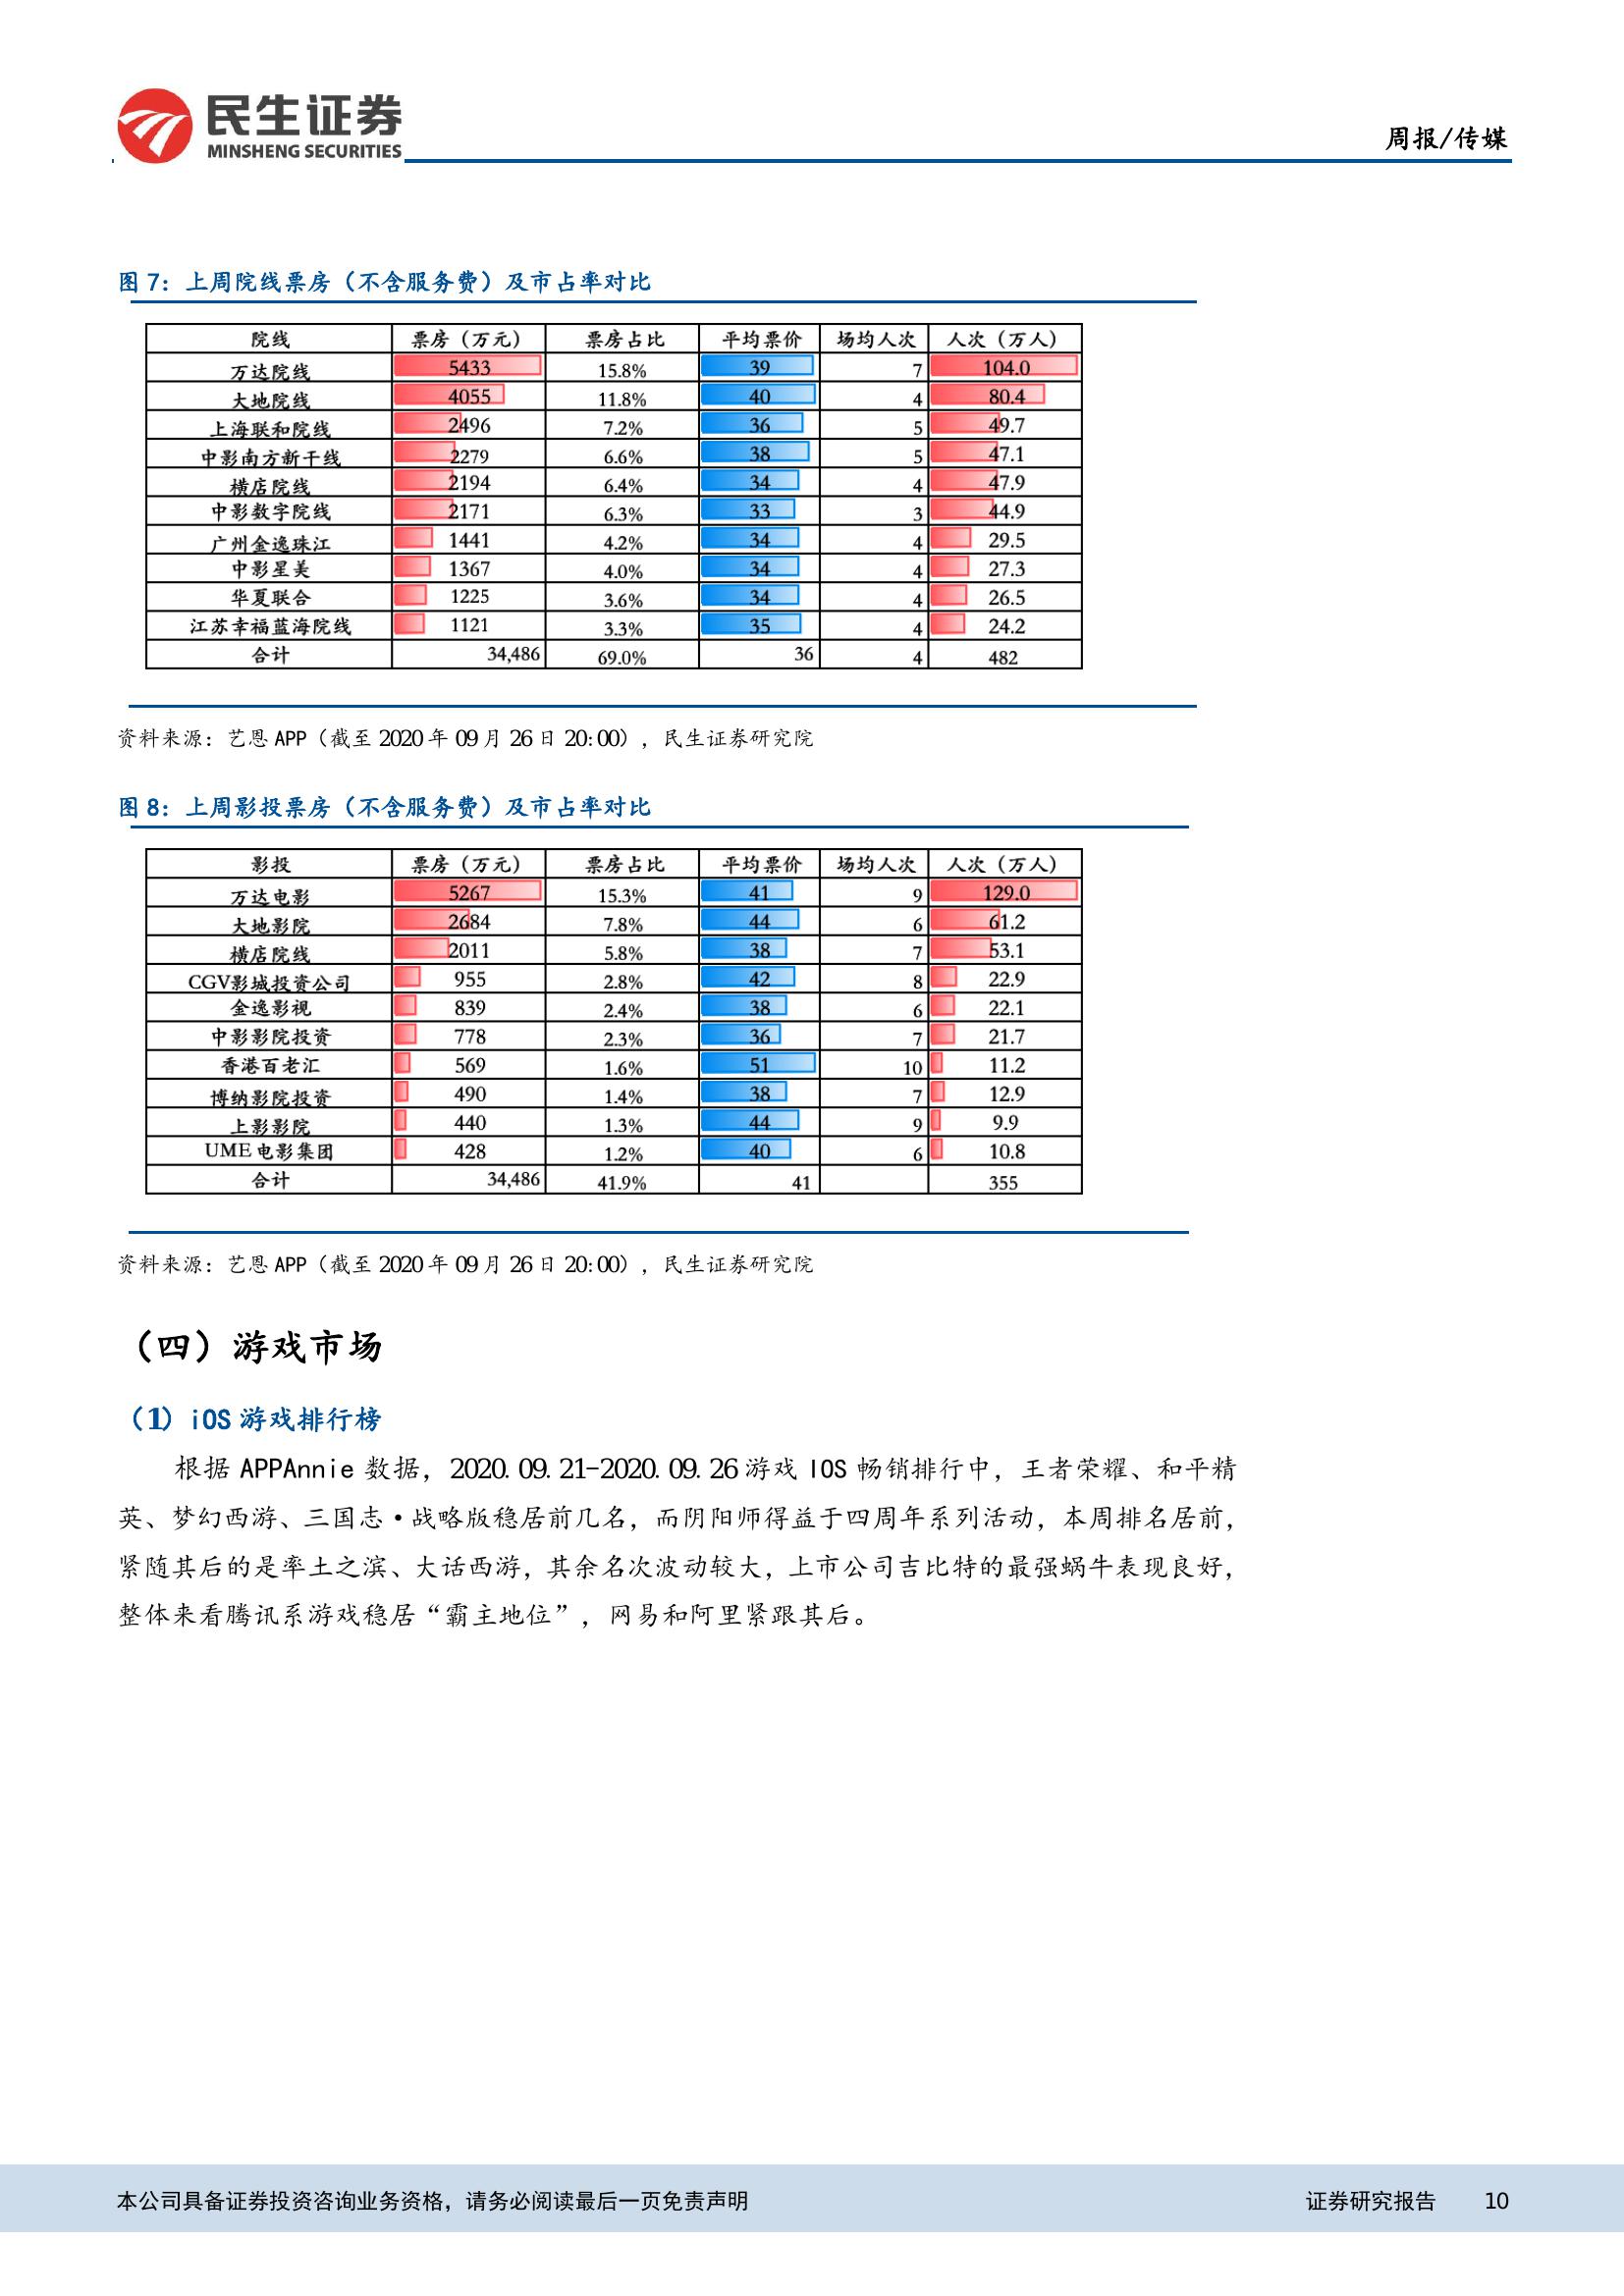 民生证券
MINSHENG SECURITIES
周报/传媒
图 7：上周院线票房（不含服务费）及市占率对比
院线 票房（万元） 票房占比 平均票价 场均人次 人次（万人）
万达院线 5433 15.8% 39 7 104.0
大地院线 4055 11.8% 40 4 80.4
上海联和院线 2496 7.2% 36 5 49.7
中影南方新干线 2279 6.6% 38 5 47.1
横店院线 2194 6.4% 34 4 47.9
中影数字院线 2171 6.3% 33 3 44.9
广州金逸珠江 1441 4.2% 34 4 29.5
中影星美 1367 4.0% 34 4 27.3
华夏联合 1225 3.6% 34 4 26.5
江苏幸福蓝海院线 1121 3.3% 35 4 24.2
合计 34,486 69.0% 36 4 482
资料来源：艺恩 APP（截至 2020 年 09 月 26 日 20:00），民生证券研究院
图 8：上周影投票房（不含服务费）及市占率对比
影投 票房（万元） 票房占比 平均票价 场均人次 人次（万人）
万达电影 5267 15.3% 41 9 129.0
大地影院 2684 7.8% 44 6 61.2
横店院线 2011 5.8% 38 7 53.1
CGV影城投资公司 955 2.8% 42 8 22.9
金逸影视 839 2.4% 38 6 22.1
中影影院投资 778 2.3% 36 7 21.7
香港百老汇 569 1.6% 51 10 11.2
博纳影院投资 490 1.4% 38 7 12.9
上影影院 440 1.3% 44 9 9.9
UME电影集团 428 1.2% 40 6 10.8
合计 34,486 41.9% 41 355
资料来源：艺恩 APP（截至 2020 年 09 月 26 日 20:00），民生证券研究院
（四）游戏市场
（1）iOS 游戏排行榜
根据 APPAnnie 数据，2020.09.21-2020.09.26 游戏 IOS 畅销排行中，王者荣耀、和平精
英、梦幻西游、三国志·战略版稳居前几名，而阴阳师得益于四周年系列活动，本周排名居前，
紧随其后的是率土之滨、大话西游，其余名次波动较大，上市公司吉比特的最强蜗牛表现良好，
整体来看腾讯系游戏稳居“霸主地位”，网易和阿里紧跟其后。
本公司具备证券投资咨询业务资格，请务必阅读最后一页免责声明
证券研究报告 10